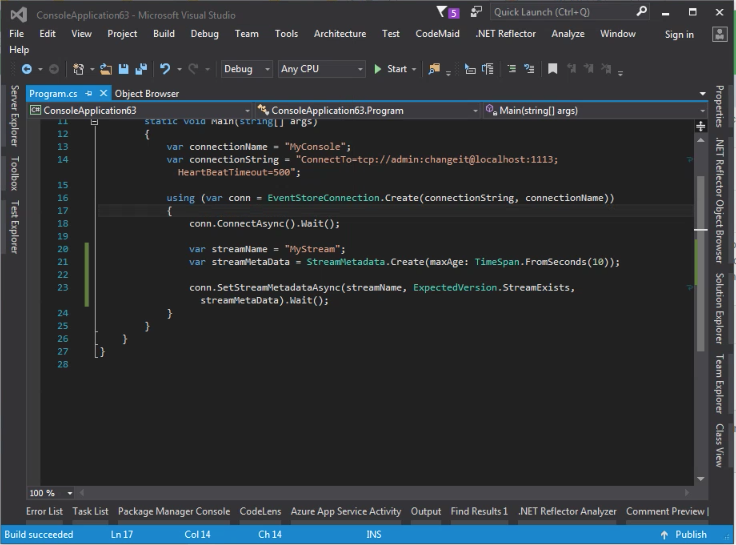 ConsoleApplication63 - Microsoft Visual Studio
5
Quick Launch (Ctrl+Q)
File Edit View Project Build Debug Team Tools Architecture Test CodeMaid .NET Reflector Analyze Window Sign in
Help
Debug Any CPU Start
Program.cs Object Browser
ConsoleApplication63 ConsoleApplication63.Program Main(string[] args)
Server Explorer
Toolbox
Test Explorer
11 static void Main(string[] args)
12 {
13 var connectionName = "MyConsole";
14 var connectionString = "ConnectTo=tcp://admin:changeit@localhost:1113;
HeartBeatTimeout=500";
15
16 using (var conn = EventStoreConnection.Create(connectionString, connectionName))
17 {
18 conn.ConnectAsync().Wait();
19
20 var streamName = "MyStream";
21 var streamMetaData = StreamMetadata.Create(maxAge: TimeSpan.FromSeconds(10));
22
23 conn.SetStreamMetadataAsync(streamName, ExpectedVersion.StreamExists,
streamMetaData).Wait();
24 }
25 }
26 }
27 }
28
Properties
.NET Reflector Object Browser
Solution Explorer
Team Explorer
Class View
100 %
Error List Task List Package Manager Console CodeLens Azure App Service Activity Output Find Results 1 .NET Reflector Analyzer Comment Preview
Build succeeded Ln 17 Col 14 Ch 14 INS Publish